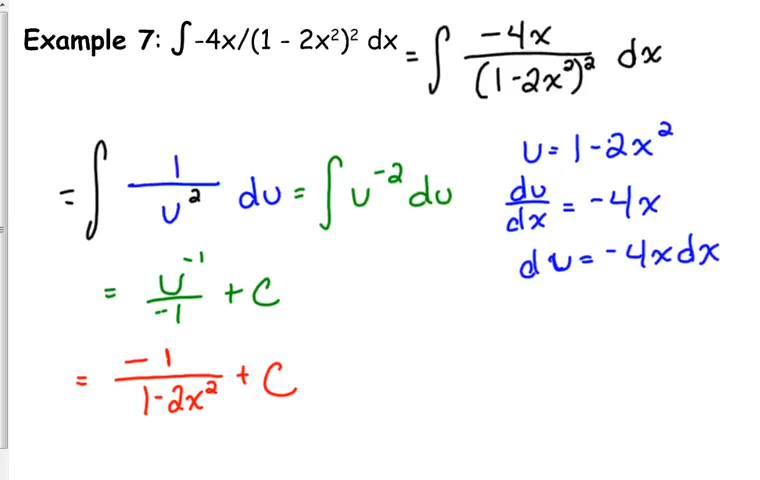 Example 7: ∫ -4x/(1 - 2x²)² dx = ∫ -4x/(1-2x²)² dx
u = 1-2x²
= ∫ 1/u² du = ∫ u⁻² du
du/dx = -4x
du = -4x dx
= u⁻¹/-1 + C
= -1/1-2x² + C